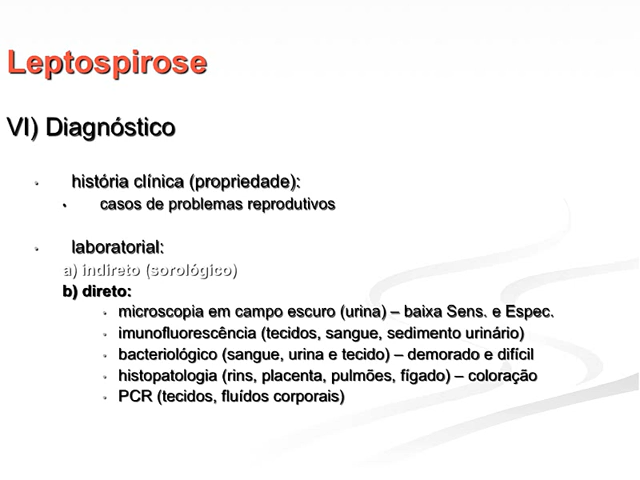 Leptospirose
VI) Diagnóstico
• história clínica (propriedade):
• casos de problemas reprodutivos
• laboratorial:
a) indireto (sorológico)
b) direto:
• microscopia em campo escuro (urina) – baixa Sens. e Espec.
• imunofluorescência (tecidos, sangue, sedimento urinário)
• bacteriológico (sangue, urina e tecido) – demorado e difícil
• histopatologia (rins, placenta, pulmões, fígado) – coloração
• PCR (tecidos, fluídos corporais)